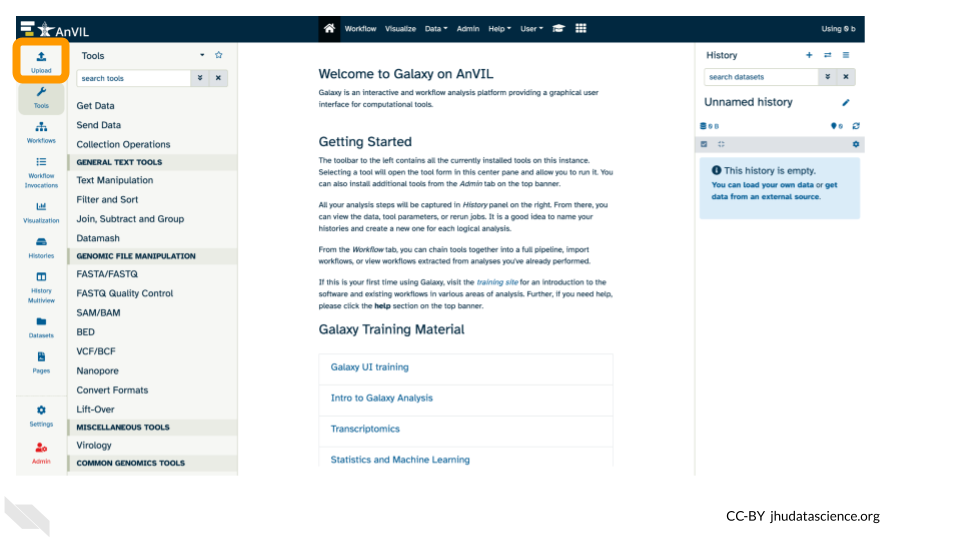 AnVIL
Workflow Visualize Data Admin Help User
Using 0 b
Upload
Tools
Workflows
Workflow
Invocations
Visualization
Histories
History
Multiview
Datasets
Pages
Settings
Admin
Tools
search tools
Get Data
Send Data
Collection Operations
GENERAL TEXT TOOLS
Text Manipulation
Filter and Sort
Join, Subtract and Group
Datamash
GENOMIC FILE MANIPULATION
FASTA/FASTQ
FASTQ Quality Control
SAM/BAM
BED
VCF/BCF
Nanopore
Convert Formats
Lift-Over
MISCELLANEOUS TOOLS
Virology
COMMON GENOMICS TOOLS
Welcome to Galaxy on AnVIL
Galaxy is an interactive and workflow analysis platform providing a graphical user
interface for computational tools.
Getting Started
The toolbar to the left contains all the currently installed tools on this instance.
Selecting a tool will open the tool form in this center pane and allow you to run it. You
can also install additional tools from the Admin tab on the top banner.
All your analysis steps will be captured in History panel on the right. From there, you
can view the data, tool parameters, or rerun jobs. It is a good idea to name your
histories and create a new one for each logical analysis.
From the Workflow tab, you can chain tools together into a full pipeline, import
workflows, or view workflows extracted from analyses you've already performed.
If this is your first time using Galaxy, visit the training site for an introduction to the
software and existing workflows in various areas of analysis. Further, if you need help,
please click the help section on the top banner.
Galaxy Training Material
Galaxy UI training
Intro to Galaxy Analysis
Transcriptomics
Statistics and Machine Learning
History
search datasets
Unnamed history
0 B
0
This history is empty.
You can load your own data or get
data from an external source.
CC-BY jhudatascience.org